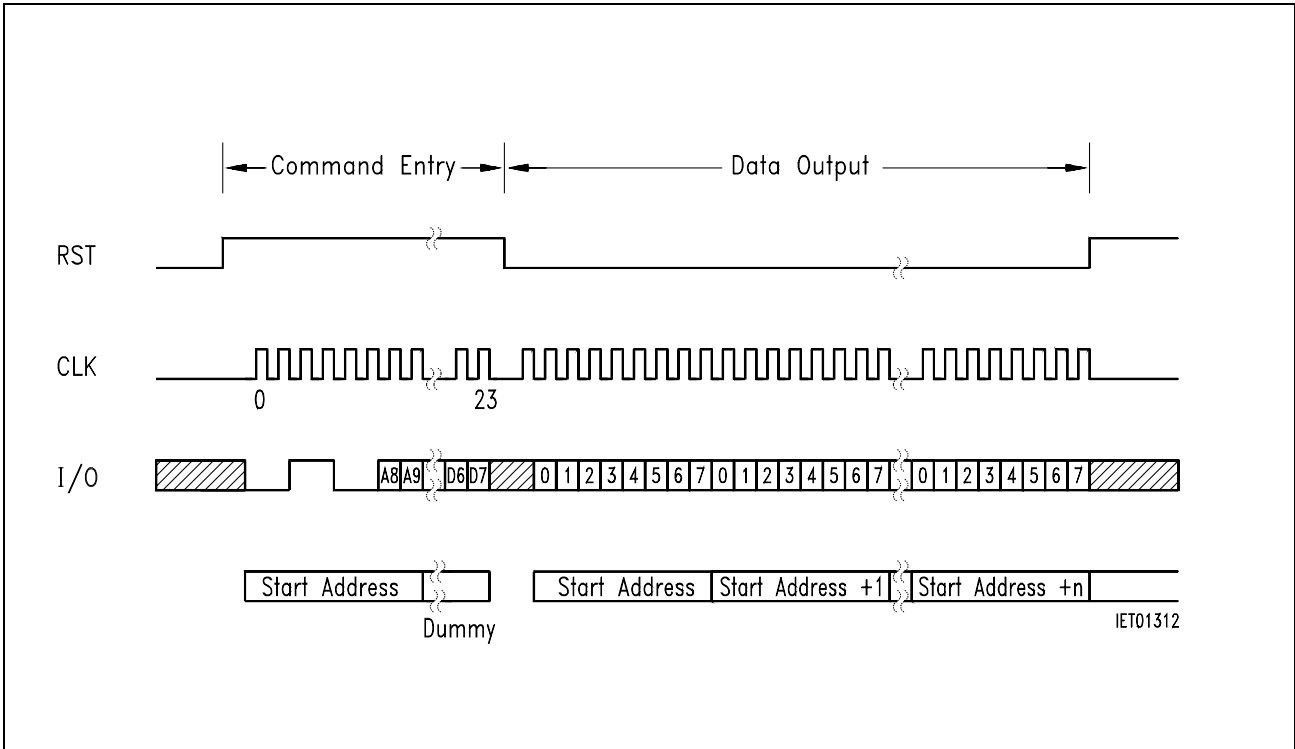 Command Entry Data Output
RST
CLK
0 23
I/O A8 A9 D6 D7 0 1 2 3 4 5 6 7 0 1 2 3 4 5 6 7 0 1 2 3 4 5 6 7
Start Address Start Address Start Address +1 Start Address +n
Dummy
IET01312